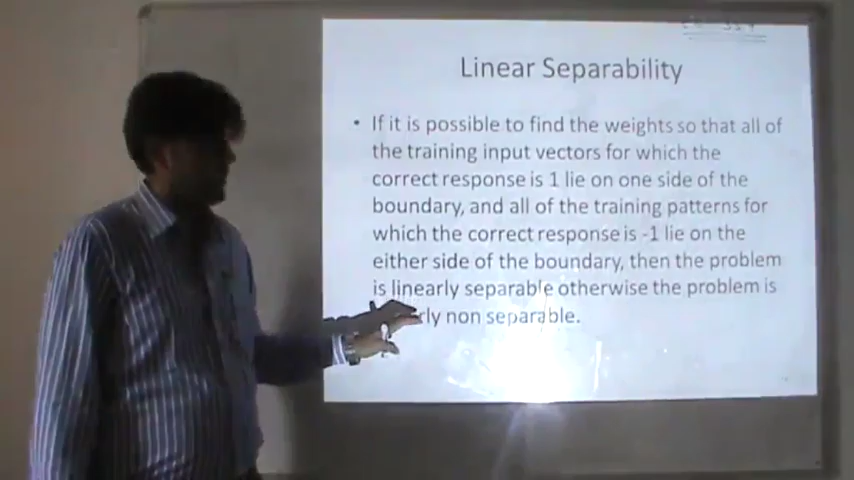 Linear Separability
• If it is possible to find the weights so that all of
the training input vectors for which the
correct response is 1 lie on one side of the
boundary, and all of the training patterns for
which the correct response is -1 lie on the
either side of the boundary, then the problem
is linearly separable otherwise the problem is
non separable.